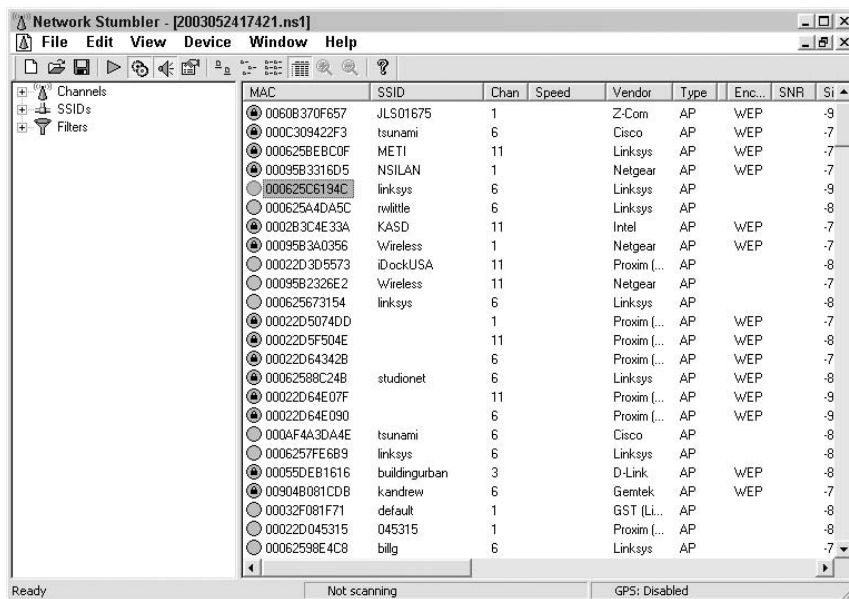 Network Stumbler - [2003052417421.ns1]
File Edit View Device Window Help
Channels
SSIDs
Filters
MAC SSID Chan Speed Vendor Type Enc... SNR Si
0060B370F657 JLS01675 1 Z-Com AP WEP -9
000C309422F3 tsunami 6 Cisco AP WEP -7
000625BEBC0F METI 11 Linksys AP WEP -7
00095B3316D5 NSILAN 1 Netgear AP WEP -7
000625C6194C linksys 6 Linksys AP -9
000625A4DA5C rwlittle 6 Linksys AP -8
0002B3C4E33A KASD 11 Intel AP WEP -7
00095B3A0356 Wireless 1 Netgear AP WEP -7
00022D3D5573 iDockUSA 11 Proxim (... AP -8
00095B2326E2 Wireless 11 Netgear AP -7
000625673154 linksys 6 Linksys AP -8
00022D5074DD 1 Proxim (... AP WEP -7
00022D5F504E 11 Proxim (... AP WEP -8
00022D64342B 6 Proxim (... AP WEP -7
00062588C24B studionet 6 Linksys AP WEP -8
00022D64E07F 11 Proxim (... AP WEP -9
00022D64E090 6 Proxim (... AP WEP -9
000AF4A3DA4E tsunami 6 Cisco AP -8
0006257FE6B9 linksys 6 Linksys AP -8
00055DEB1616 buildingurban 3 D-Link AP WEP -8
00904B081CDB kandrew 6 Gemtek AP WEP -7
00032F081F71 default 1 GST (Li... AP -8
00022D045315 045315 1 Proxim (... AP -8
00062598E4C8 billg 6 Linksys AP -7
Ready Not scanning GPS: Disabled